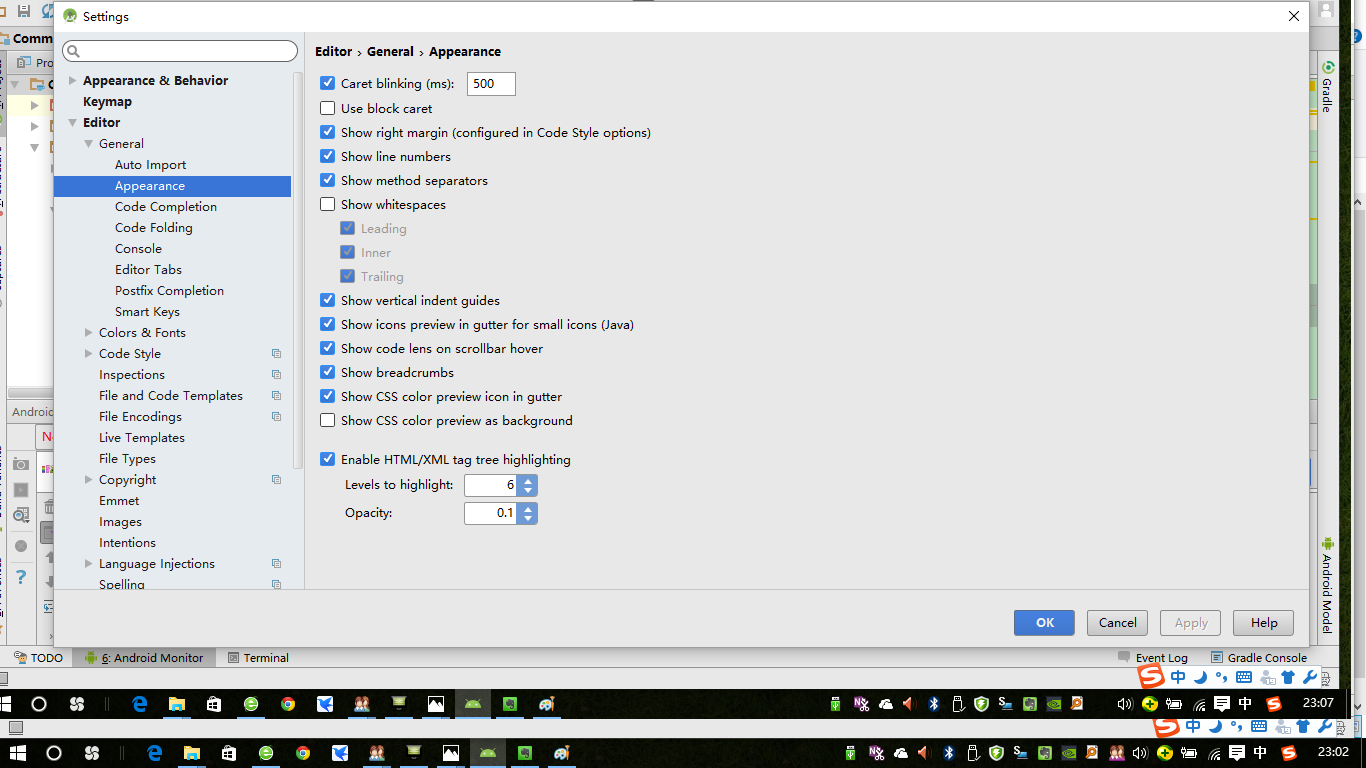 Settings
Comm
Pro
Editor › General › Appearance
Appearance & Behavior
Keymap
Editor
General
Auto Import
Appearance
Code Completion
Code Folding
Console
Editor Tabs
Postfix Completion
Smart Keys
Colors & Fonts
Code Style
Inspections
File and Code Templates
File Encodings
Live Templates
File Types
Copyright
Emmet
Images
Intentions
Language Injections
Spelling
Caret blinking (ms): 500
Use block caret
Show right margin (configured in Code Style options)
Show line numbers
Show method separators
Show whitespaces
Leading
Inner
Trailing
Show vertical indent guides
Show icons preview in gutter for small icons (Java)
Show code lens on scrollbar hover
Show breadcrumbs
Show CSS color preview icon in gutter
Show CSS color preview as background
Enable HTML/XML tag tree highlighting
Levels to highlight: 6
Opacity: 0.1
OK Cancel Apply Help
Gradle
Android Model
Androic
TODO 6: Android Monitor Terminal Event Log Gradle Console
中
中 23:07
中
中 23:02